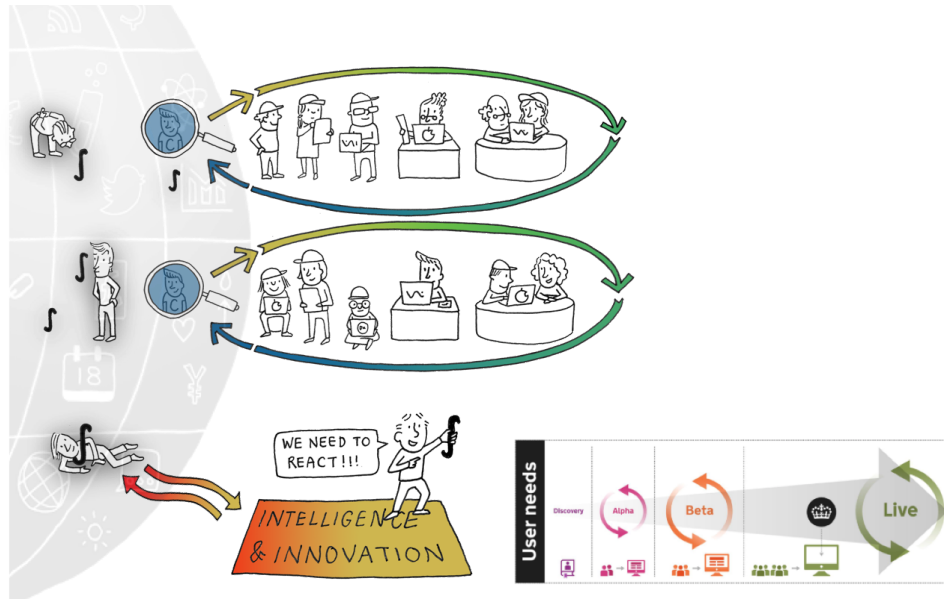 C
C
18
WE NEED TO
REACT!!!
INTELLIGENCE
& INNOVATION
User needs
Discovery
Alpha
Beta
Live